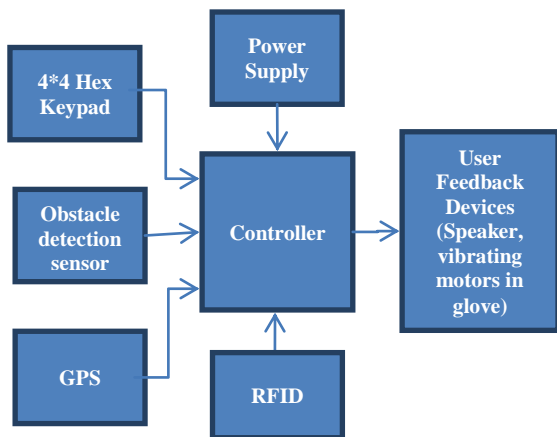 4*4 Hex
Keypad
Power
Supply
Obstacle
detection
sensor
Controller
User
Feedback
Devices
(Speaker,
vibrating
motors in
glove)
GPS
RFID